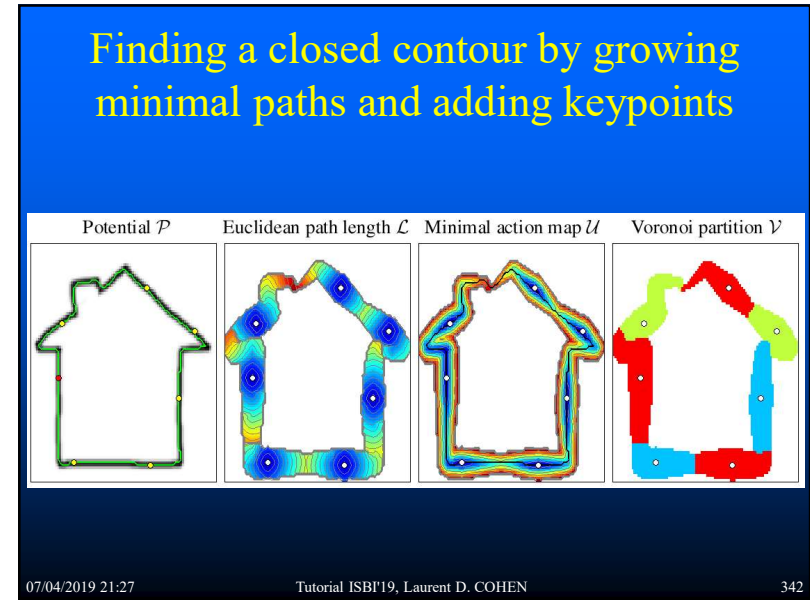 Finding a closed contour by growing
minimal paths and adding keypoints
Potential 𝒫 Euclidean path length ℒ Minimal action map 𝒰 Voronoi partition 𝒱
07/04/2019 21:27 Tutorial ISBI'19, Laurent D. COHEN 342